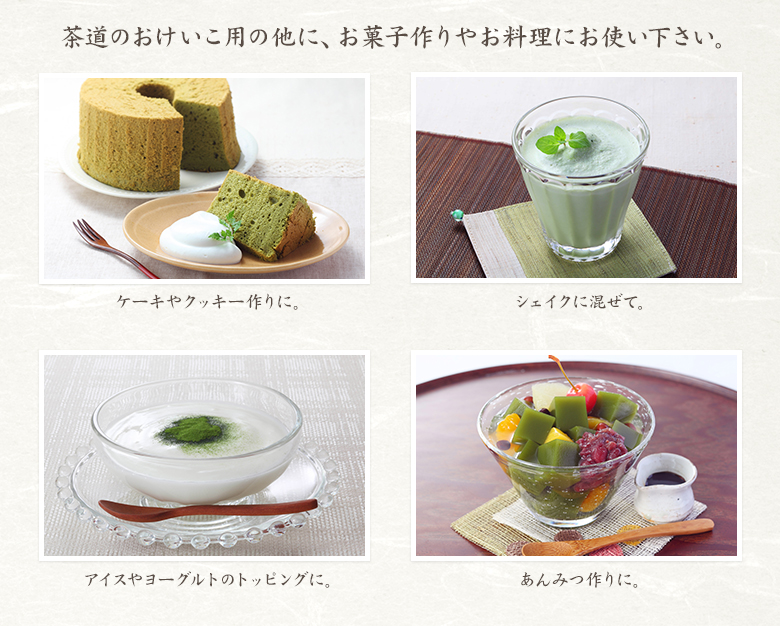 茶道のおけいこ用の他に、お菓子作りやお料理にお使い下さい。
ケーキやクッキー作りに。
シェイクに混ぜて。
アイスやヨーグルトのトッピングに。
あんみつ作りに。